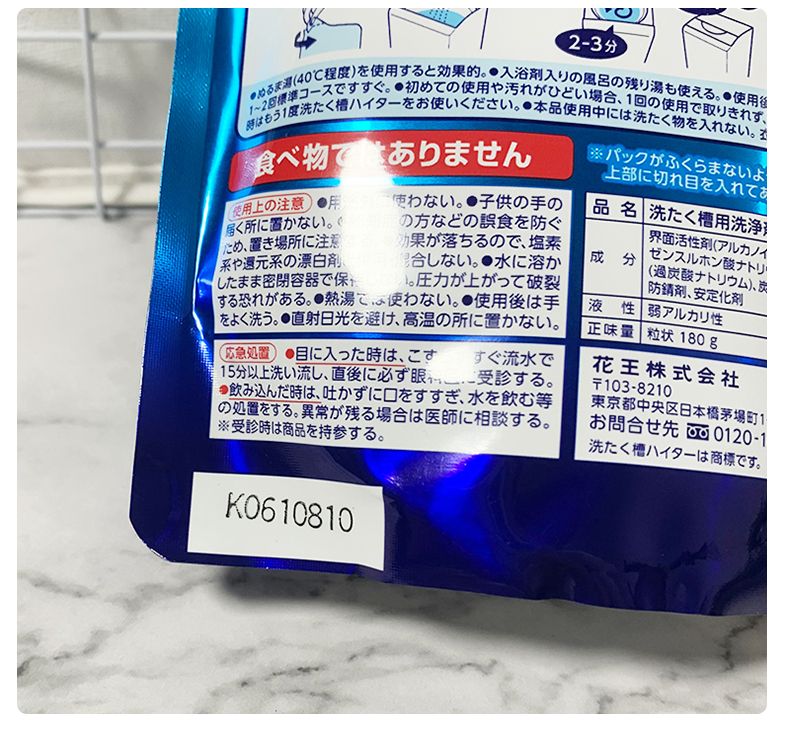 2-3分
●ぬるま湯(40℃程度)を使用すると効果的。●入浴剤入りの風呂の残り湯も使える。●使用後
1~2回標準コースですすぐ。●初めての使用や汚れがひどい場合、1回の使用で取りきれず、
時はもう1度洗たく槽ハイターをお使いください。●本品使用中には洗たく物を入れない。
食べ物ではありません
使用上の注意 ●用 使わない。●子供の手の
届く所に置かない。 の方などの誤食を防ぐ
ため、置き場所に注意 効果が落ちるので、塩素
系や還元系の漂白剤 混合しない。●水に溶か
したまま密閉容器で保 い。圧力が上がって破裂
する恐れがある。●熱湯では使わない。●使用後は手
をよく洗う。●直射日光を避け、高温の所に置かない。
応急処置 ●目に入った時は、こす すぐ流水で
15分以上洗い流し、直後に必ず眼科 に受診する。
●飲み込んだ時は、吐かずに口をすすぎ、水を飲む等
の処置をする。異常が残る場合は医師に相談する。
※受診時は商品を持参する。
※パックがふくらまないよ
上部に切れ目を入れてあ
品名 洗たく槽用洗浄剤
成分 界面活性剤(アルカノイ
ゼンスルホン酸ナトリ
(過炭酸ナトリウム)、炭
防錆剤、安定化剤
液性 弱アルカリ性
正味量 粒状 180g
花王株式会社
〒103-8210
東京都中央区日本橋茅場町1-
お問合せ先 0120-1
洗たく槽ハイターは商標です。
K0610810